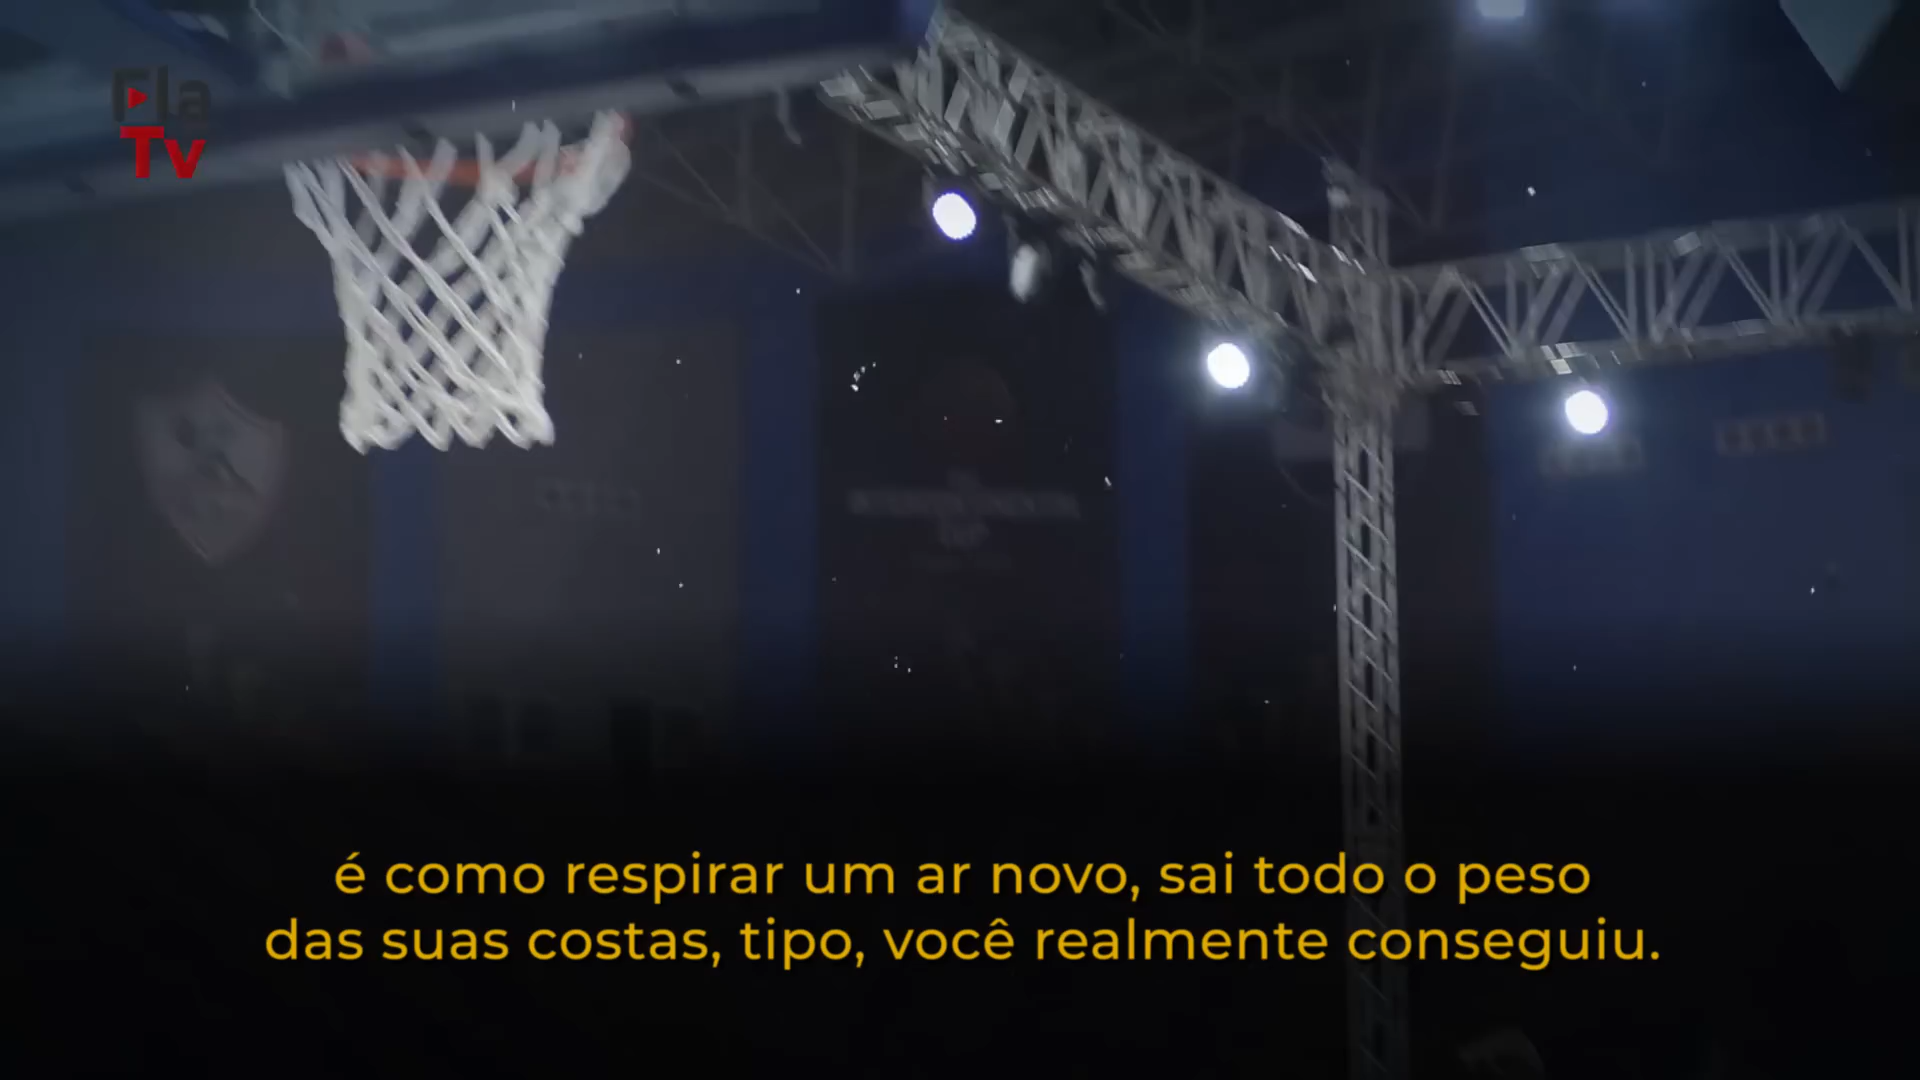 Fla
Tv
é como respirar um ar novo, sai todo o peso
das suas costas, tipo, você realmente conseguiu.